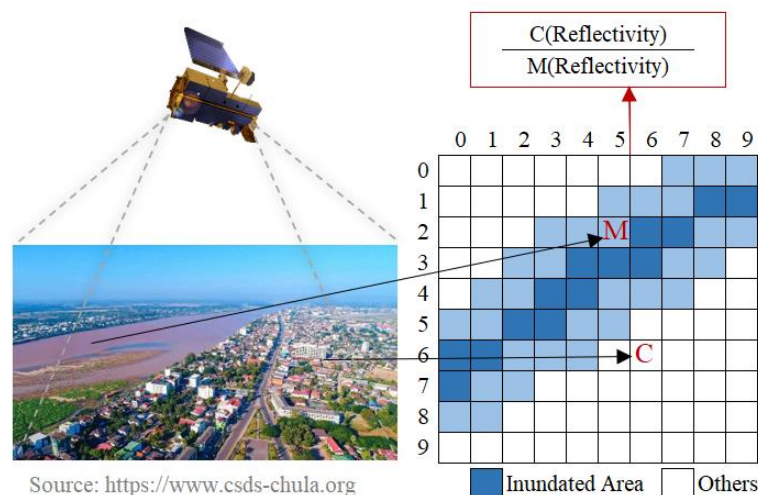 C(Reflectivity)
M(Reflectivity)
0 1 2 3 4 5 6 7 8 9
0
1
2
M
3
4
5
6
C
7
8
9
Source: https://www.csds-chula.org
Inundated Area
Others